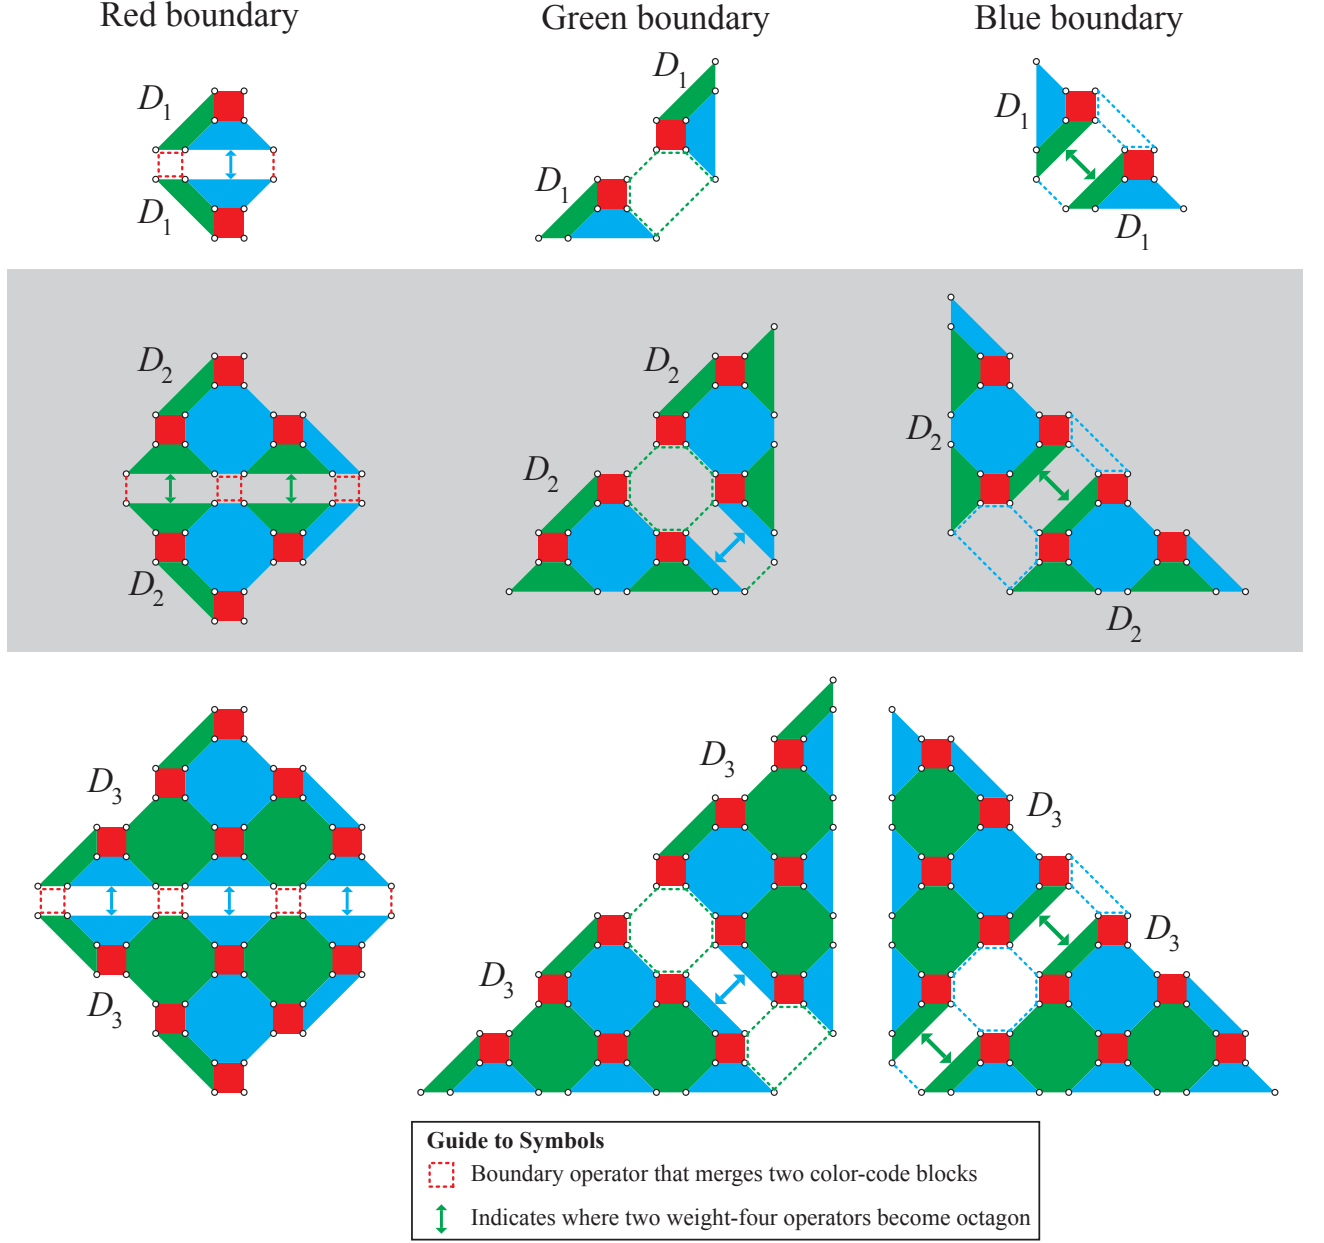 Red boundary
Green boundary
Blue boundary
D1
D1
D1
D1
D1
D1
D2
D2
D2
D2
D2
D2
D3
D3
D3
D3
D3
D3
Guide to Symbols
Boundary operator that merges two color-code blocks
Indicates where two weight-four operators become octagon